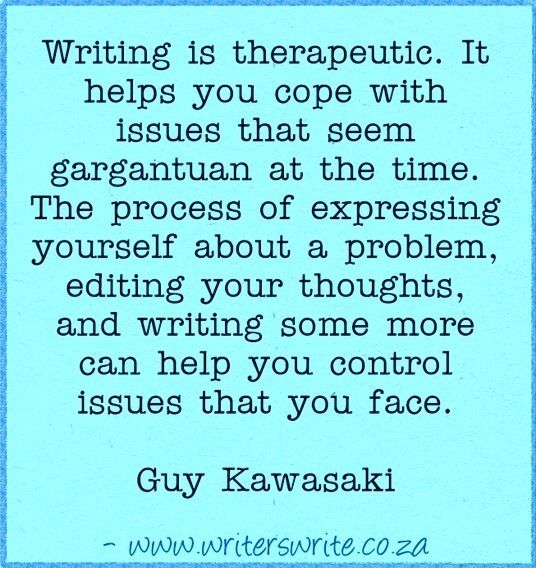 Writing is therapeutic. It
helps you cope with
issues that seem
gargantuan at the time.
The process of expressing
yourself about a problem,
editing your thoughts,
and writing some more
can help you control
issues that you face.
Guy Kawasaki
- www.writerswrite.co.za